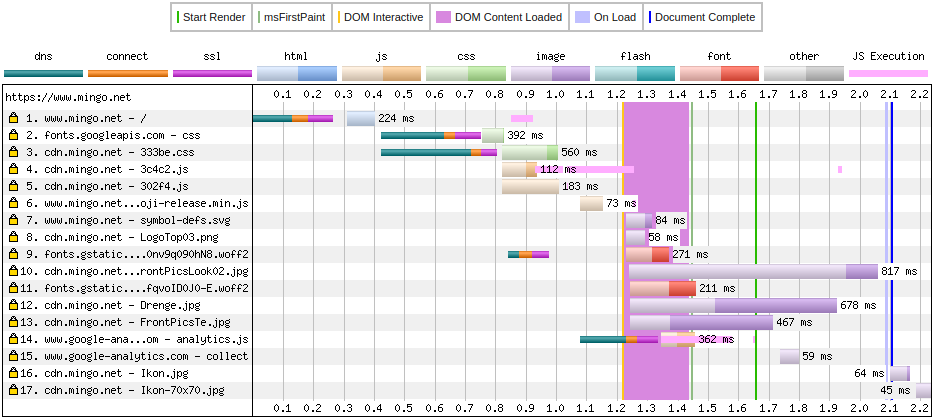 Start Render msFirstPaint DOM Interactive DOM Content Loaded On Load Document Complete
dns connect ssl html js css image flash font other JS Execution
https://www.mingo.net 0.1 0.2 0.3 0.4 0.5 0.6 0.7 0.8 0.9 1.0 1.1 1.2 1.3 1.4 1.5 1.6 1.7 1.8 1.9 2.0 2.1 2.2
1. www.mingo.net - / 224 ms
2. fonts.googleapis.com - css 392 ms
3. cdn.mingo.net - 333be.css 560 ms
4. cdn.mingo.net - 3c4c2.js 112 ms
5. cdn.mingo.net - 302f4.js 183 ms
6. www.mingo.net...oji-release.min.js 73 ms
7. cdn.mingo.net - symbol-defs.svg 84 ms
8. cdn.mingo.net - LogoTop03.png 58 ms
9. fonts.gstatic....0nv9q090hN8.woff2 271 ms
10. cdn.mingo.net...rontPicsLook02.jpg 817 ms
11. fonts.gstatic....fqvoID0J0-E.woff2 211 ms
12. cdn.mingo.net - Drenge.jpg 678 ms
13. cdn.mingo.net - FrontPicsTe.jpg 467 ms
14. www.google-ana...om - analytics.js 362 ms
15. www.google-analytics.com - collect 59 ms
16. cdn.mingo.net - Ikon.jpg 64 ms
17. cdn.mingo.net - Ikon-70x70.jpg 45 ms
0.1 0.2 0.3 0.4 0.5 0.6 0.7 0.8 0.9 1.0 1.1 1.2 1.3 1.4 1.5 1.6 1.7 1.8 1.9 2.0 2.1 2.2